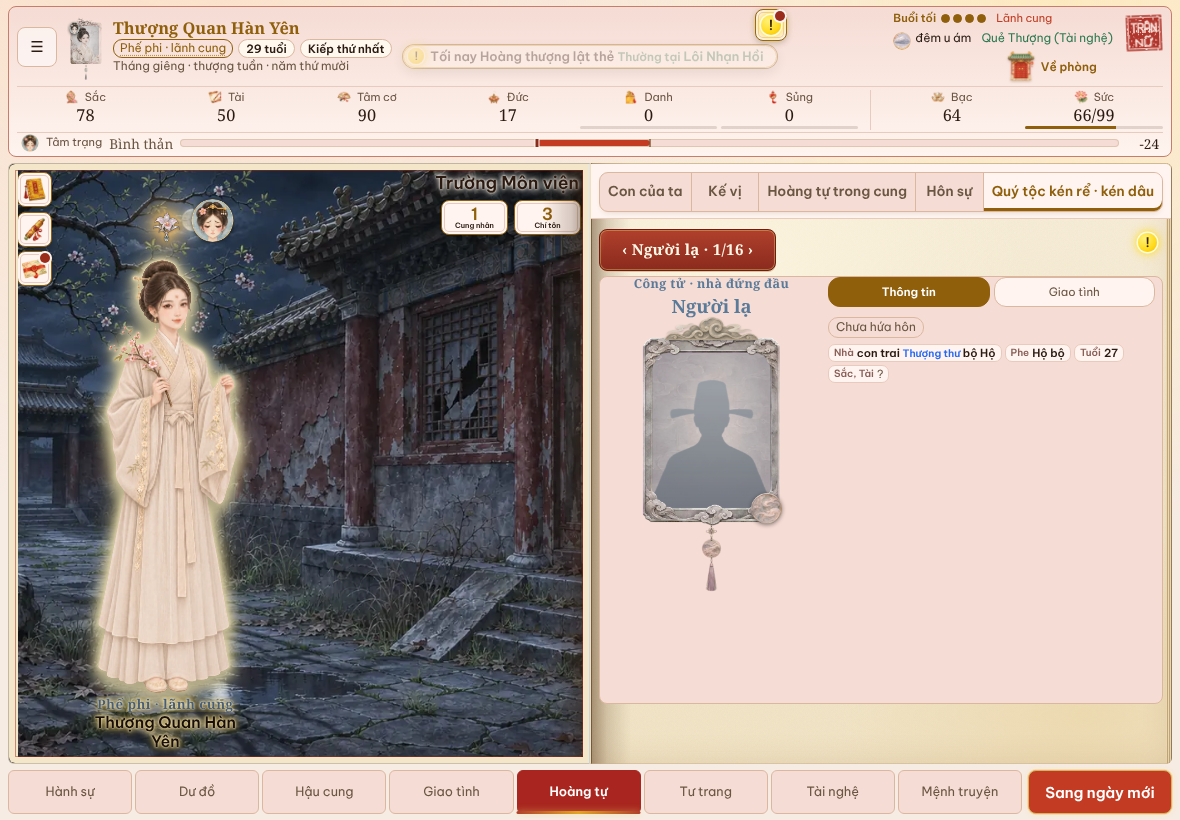 ☰
Thượng Quan Hàn Yên
Phế phi · lãnh cung
29 tuổi
Kiếp thứ nhất
Tháng giêng · thượng tuần · năm thứ mười
!
! Tối nay Hoàng thượng lật thẻ Thường tại Lôi Nhạn Hồi
Buổi tối
Lãnh cung
đêm u ám
Quẻ Thượng (Tài nghệ)
Về phòng
Sắc
78
Tài
50
Tâm cơ
90
Đức
17
Danh
0
Sủng
0
Bạc
64
Sức
66/99
Tâm trạng Bình thản
-24
Trường Môn viện
1
Cung nhân
3
Chí tôn
Phế phi · lãnh cung
Thượng Quan Hàn
Yên
Con của ta
Kế vị
Hoàng tự trong cung
Hôn sự
Quý tộc kén rể · kén dâu
‹ Người lạ · 1/16 ›
!
Công tử · nhà đứng đầu
Người lạ
Thông tin
Giao tình
Chưa hứa hôn
Nhà con trai Thượng thư bộ Hộ
Phe Hộ bộ
Tuổi 27
Sắc, Tài ?
Hành sự
Dư đồ
Hậu cung
Giao tình
Hoàng tự
Tư trang
Tài nghệ
Mệnh truyện
Sang ngày mới